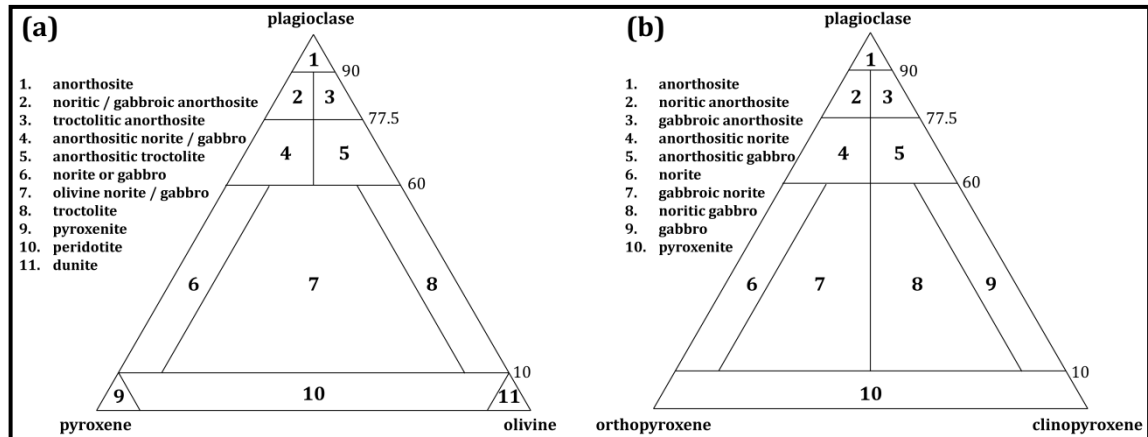 (a)
plagioclase
1. anorthosite
2. noritic / gabbroic anorthosite
3. troctolitic anorthosite
4. anorthositic norite / gabbro
5. anorthositic troctolite
6. norite or gabbro
7. olivine norite / gabbro
8. troctolite
9. pyroxenite
10. peridotite
11. dunite
1
90
2 3
77.5
4 5
60
6 7 8
10
9 10 11
pyroxene olivine
(b)
plagioclase
1. anorthosite
2. noritic anorthosite
3. gabbroic anorthosite
4. anorthositic norite
5. anorthositic gabbro
6. norite
7. gabbroic norite
8. noritic gabbro
9. gabbro
10. pyroxenite
1
90
2 3
77.5
4 5
60
6 7 8 9
10
10
orthopyroxene clinopyroxene